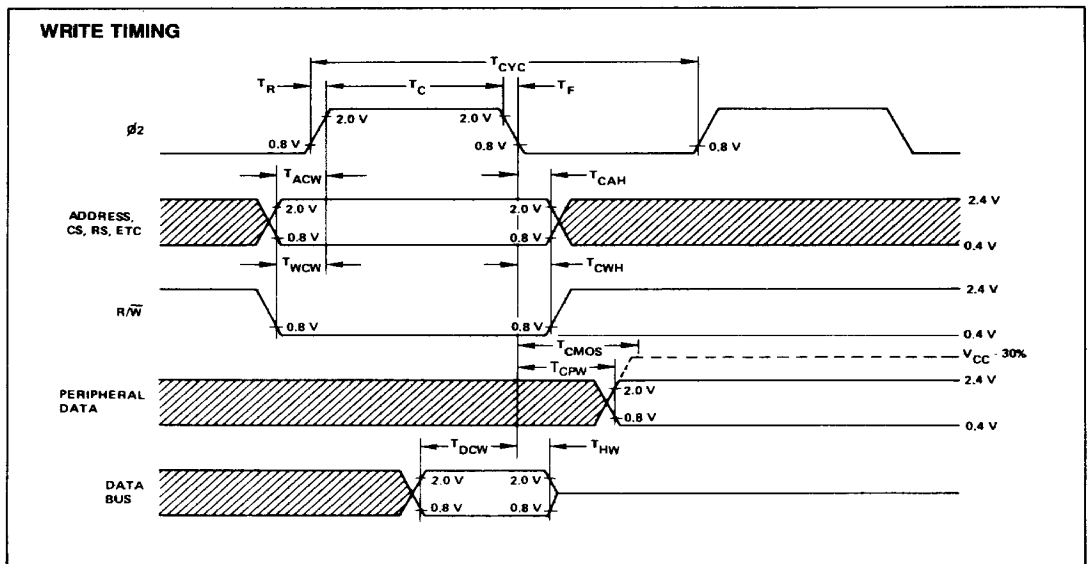 WRITE TIMING
T_CYC
T_R
T_C
T_F
ø2
2.0 V
2.0 V
0.8 V
0.8 V
0.8 V
T_ACW
T_CAH
ADDRESS,
CS, RS, ETC
2.0 V
2.0 V
2.4 V
0.8 V
0.8 V
0.4 V
T_WCW
T_CWH
R/W̅
2.4 V
0.8 V
0.8 V
0.4 V
T_CMOS
V_CC - 30%
T_CPW
PERIPHERAL
DATA
2.4 V
2.0 V
0.8 V
0.4 V
T_DCW
T_HW
DATA
BUS
2.0 V
2.0 V
0.8 V
0.8 V